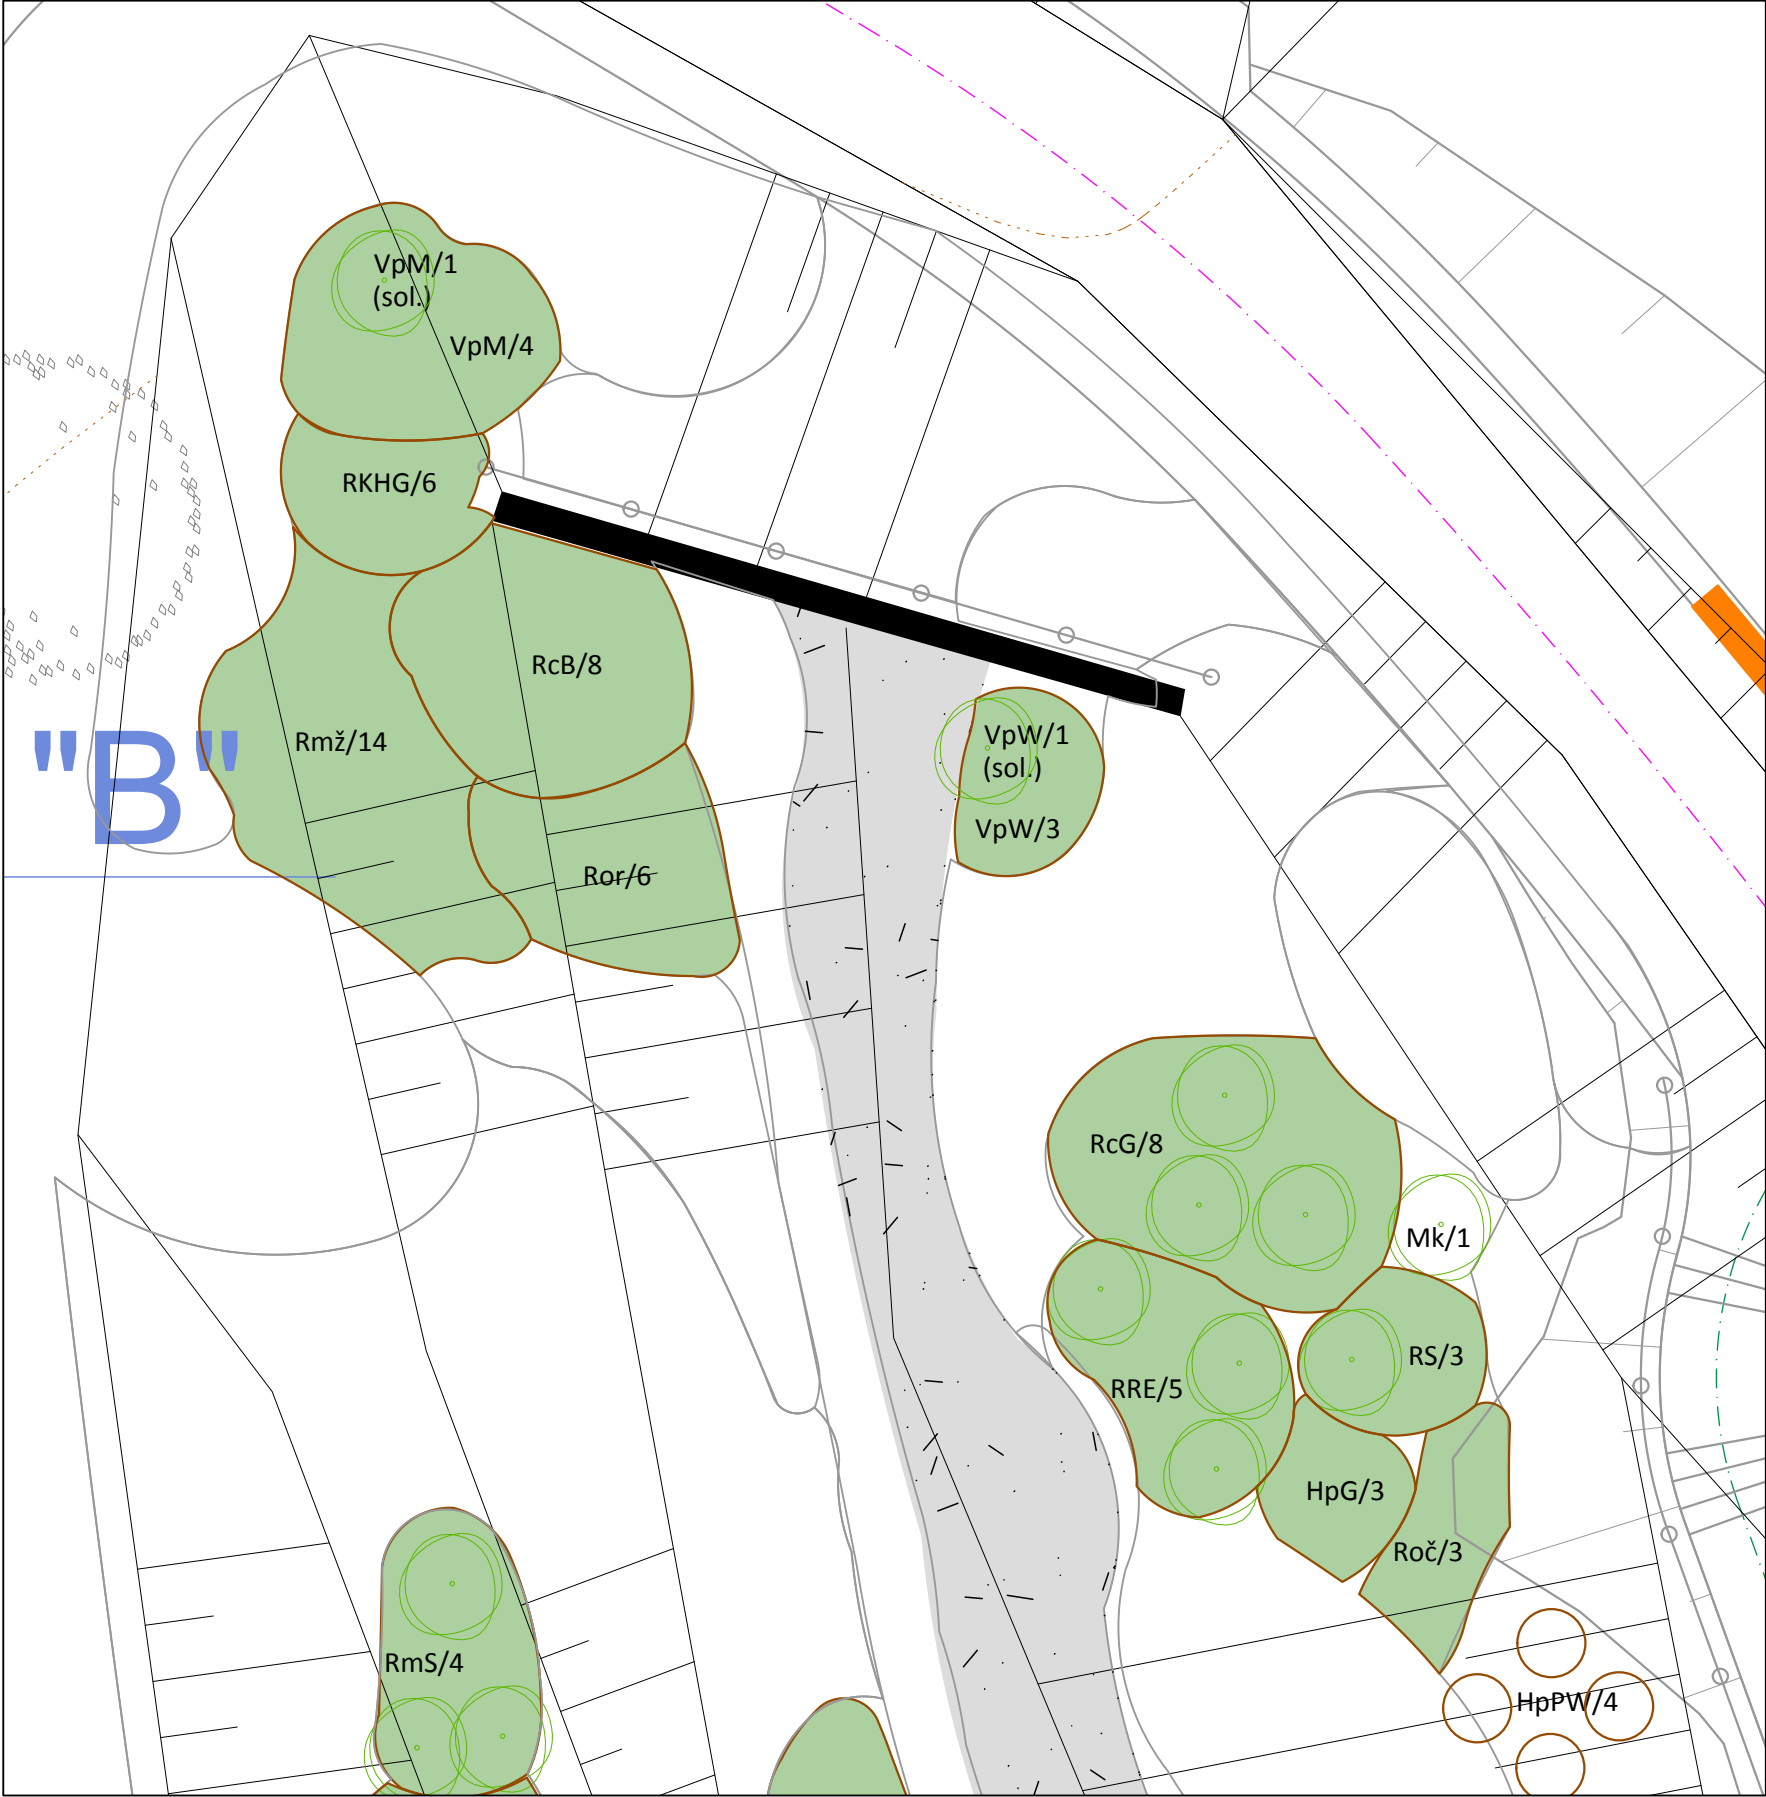 VpM/1
(sol.)
VpM/4
RKHG/6
RcB/8
Rmž/14
"B"
VpW/1
(sol.)
VpW/3
Ror/6
RcG/8
Mk/1
RS/3
RRE/5
HpG/3
Roč/3
RmS/4
HpPW/4